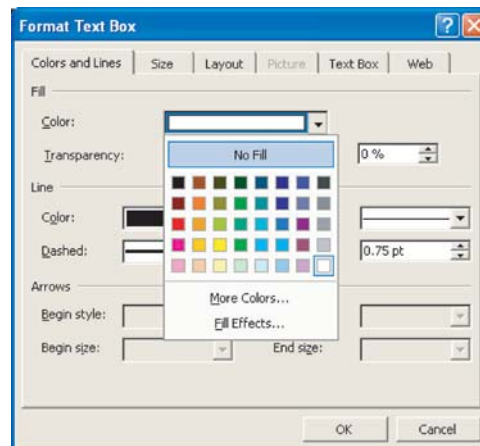 Format Text Box
Colors and Lines Size Layout Picture Text Box Web
Fill
Color:
Transparency: 0 %
No Fill
Line
Color:
Dashed: 0.75 pt
More Colors...
Arrows
Begin style:
Fill Effects...
Begin size: End size:
OK Cancel